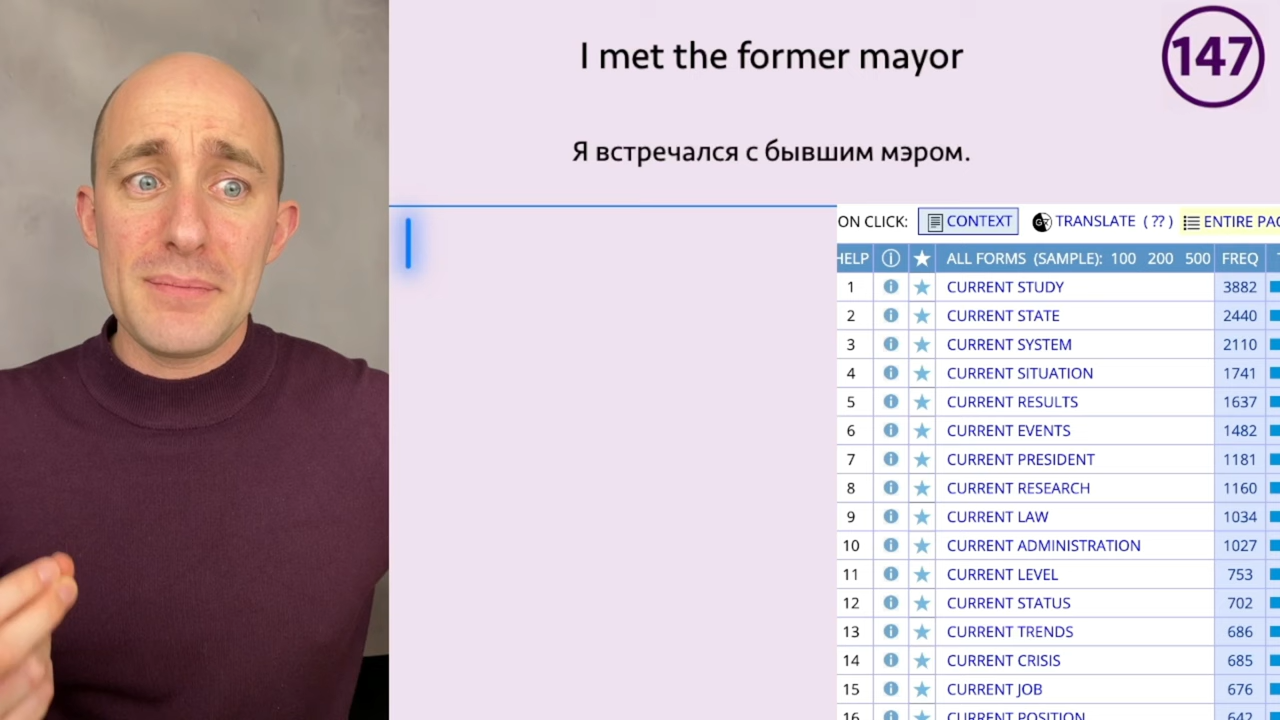 I met the former mayor
147
Я встречался с бывшим мэром.
ON CLICK: CONTEXT TRANSLATE ( ?? ) ENTIRE
HELP ALL FORMS (SAMPLE): 100 200 500 FREQ
1 CURRENT STUDY 3882
2 CURRENT STATE 2440
3 CURRENT SYSTEM 2110
4 CURRENT SITUATION 1741
5 CURRENT RESULTS 1637
6 CURRENT EVENTS 1482
7 CURRENT PRESIDENT 1181
8 CURRENT RESEARCH 1160
9 CURRENT LAW 1034
10 CURRENT ADMINISTRATION 1027
11 CURRENT LEVEL 753
12 CURRENT STATUS 702
13 CURRENT TRENDS 686
14 CURRENT CRISIS 685
15 CURRENT JOB 676
16 CURRENT POSITION 642